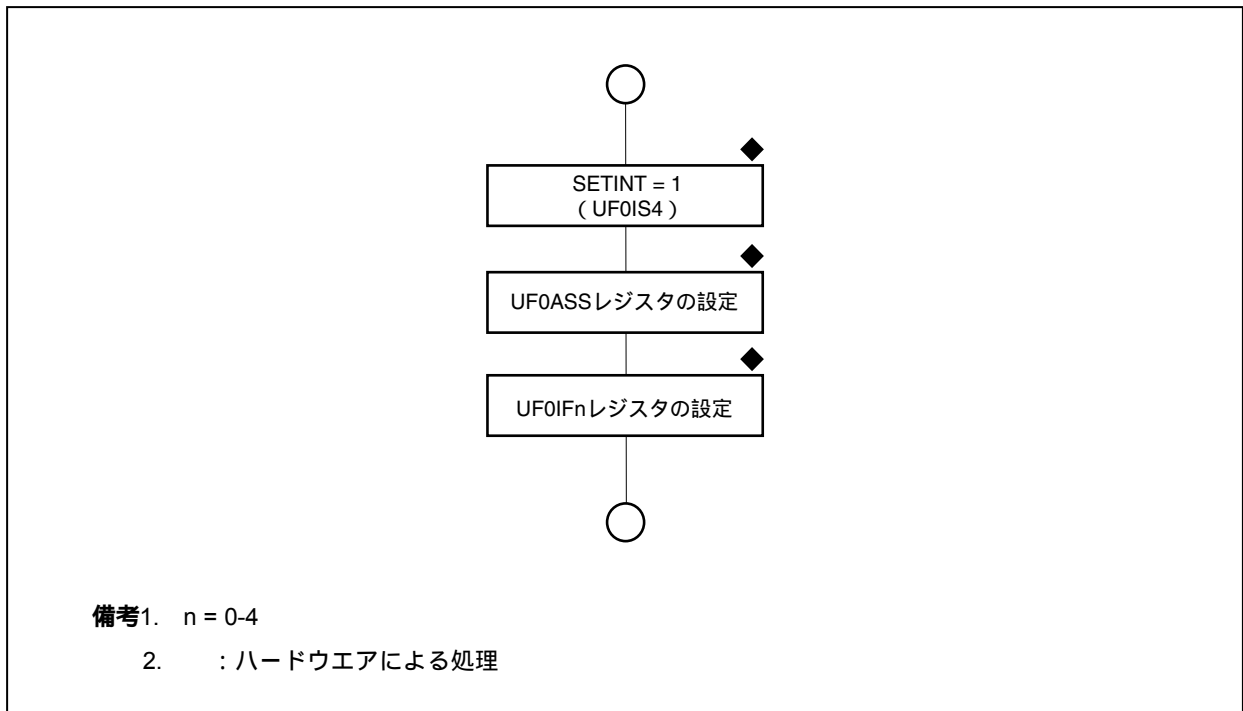 SETINT = 1
( UF0IS4 )
UF0ASSレジスタの設定
UF0IFnレジスタの設定
備考1. n = 0-4
2. : ハードウエアによる処理